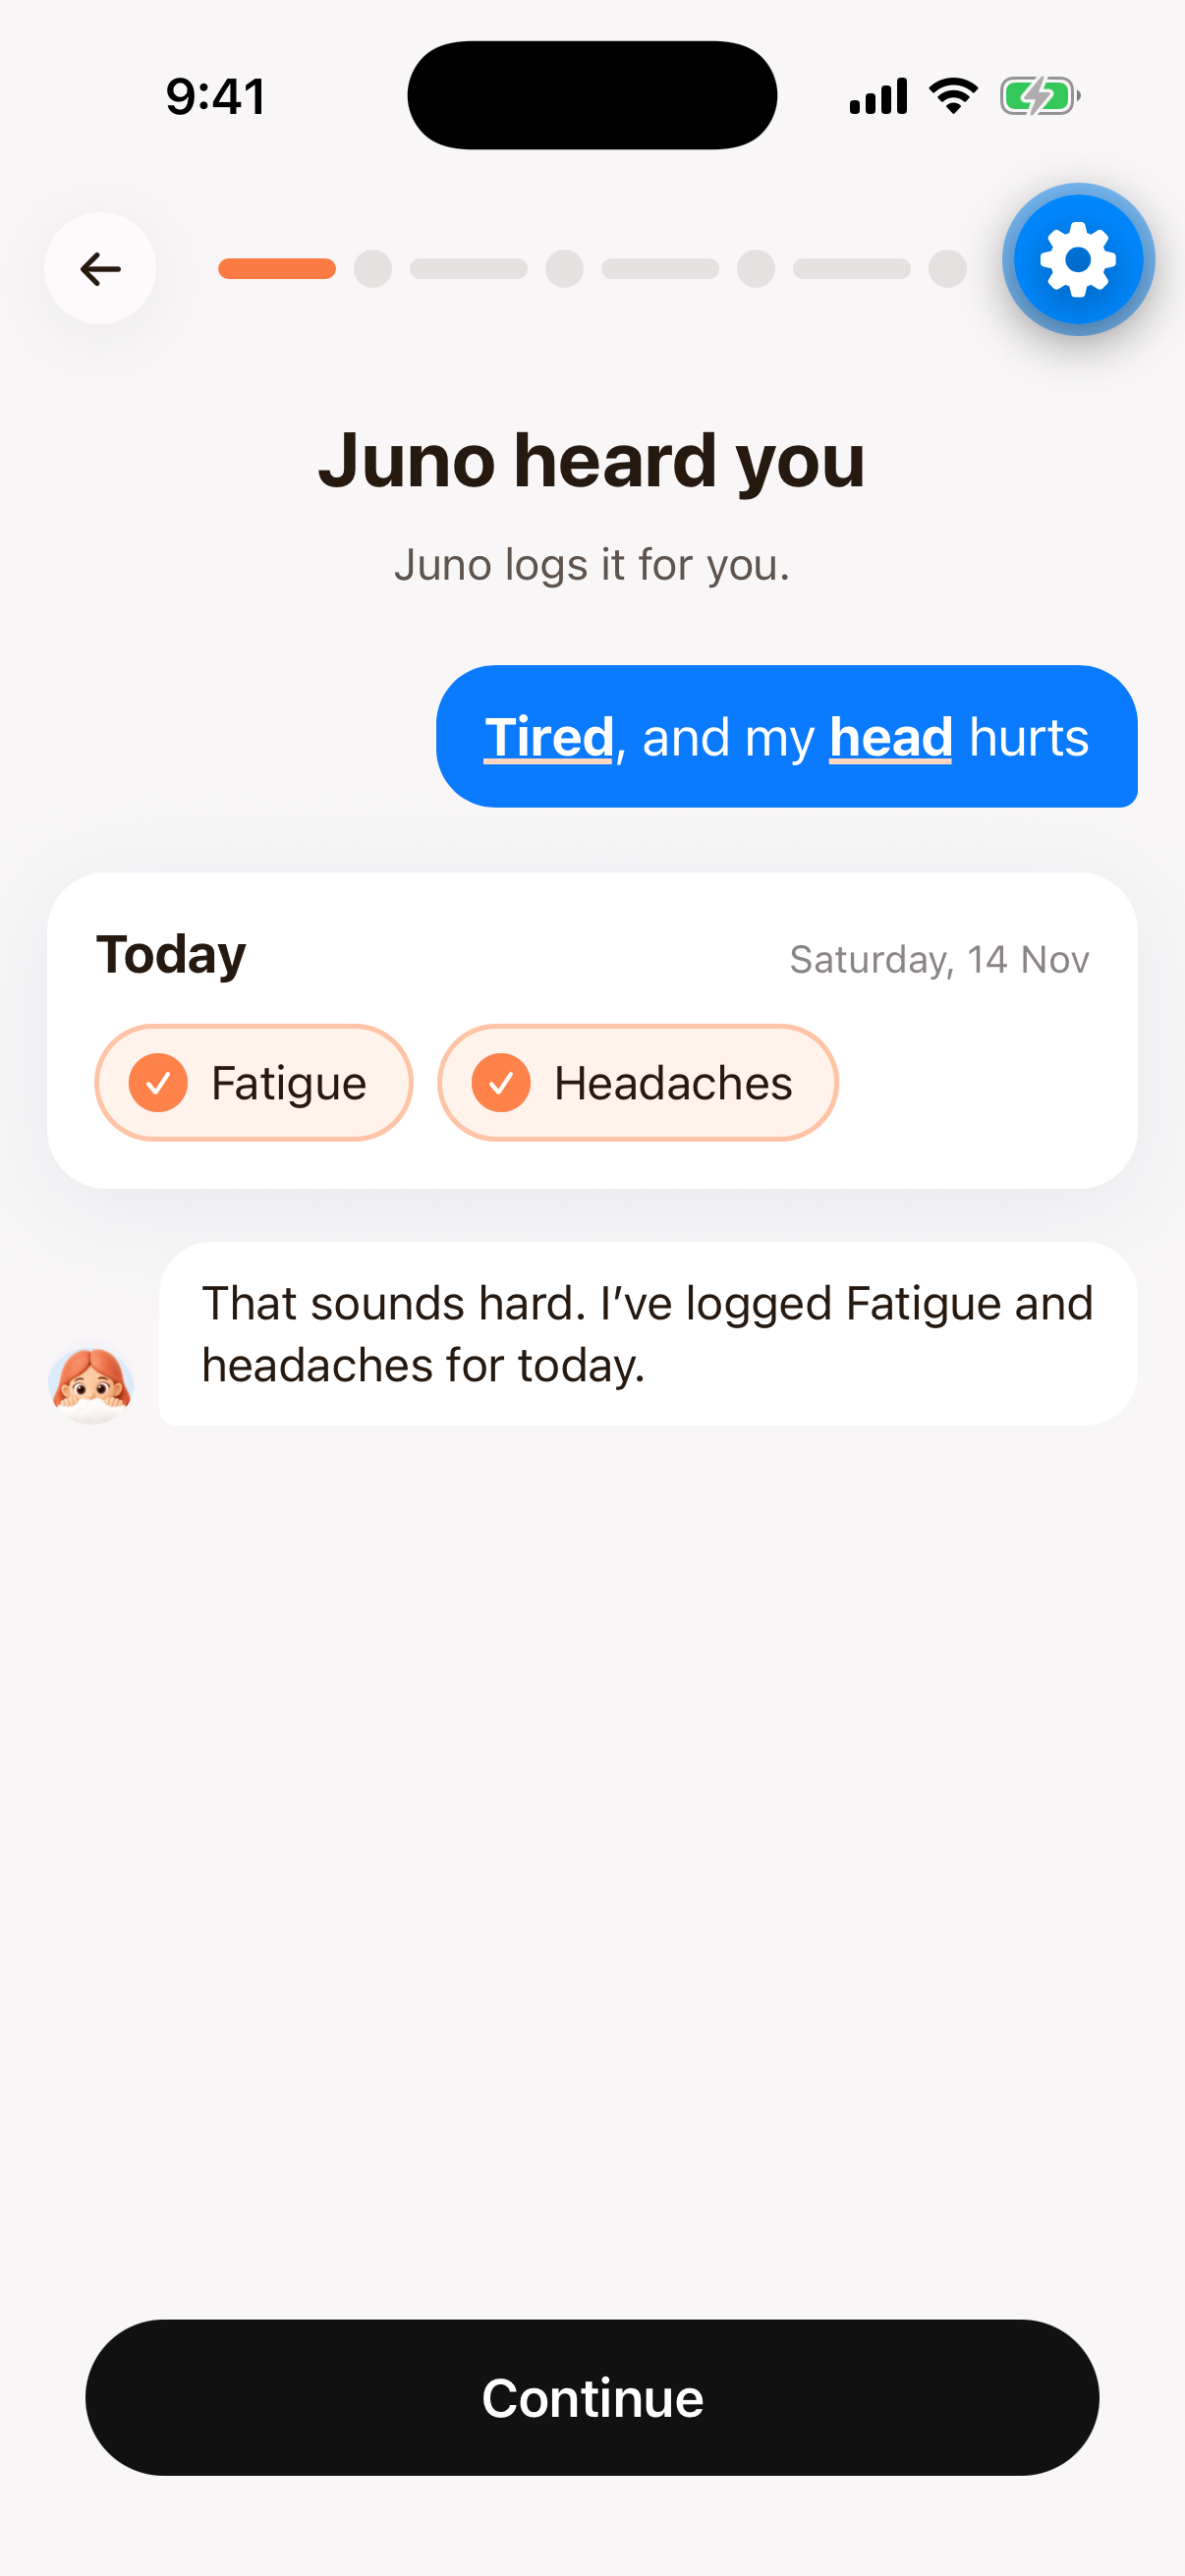 9:41
Juno heard you
Juno logs it for you.
Tired, and my head hurts
Today
Saturday, 14 Nov
Fatigue
Headaches
That sounds hard. I’ve logged Fatigue and
headaches for today.
Continue